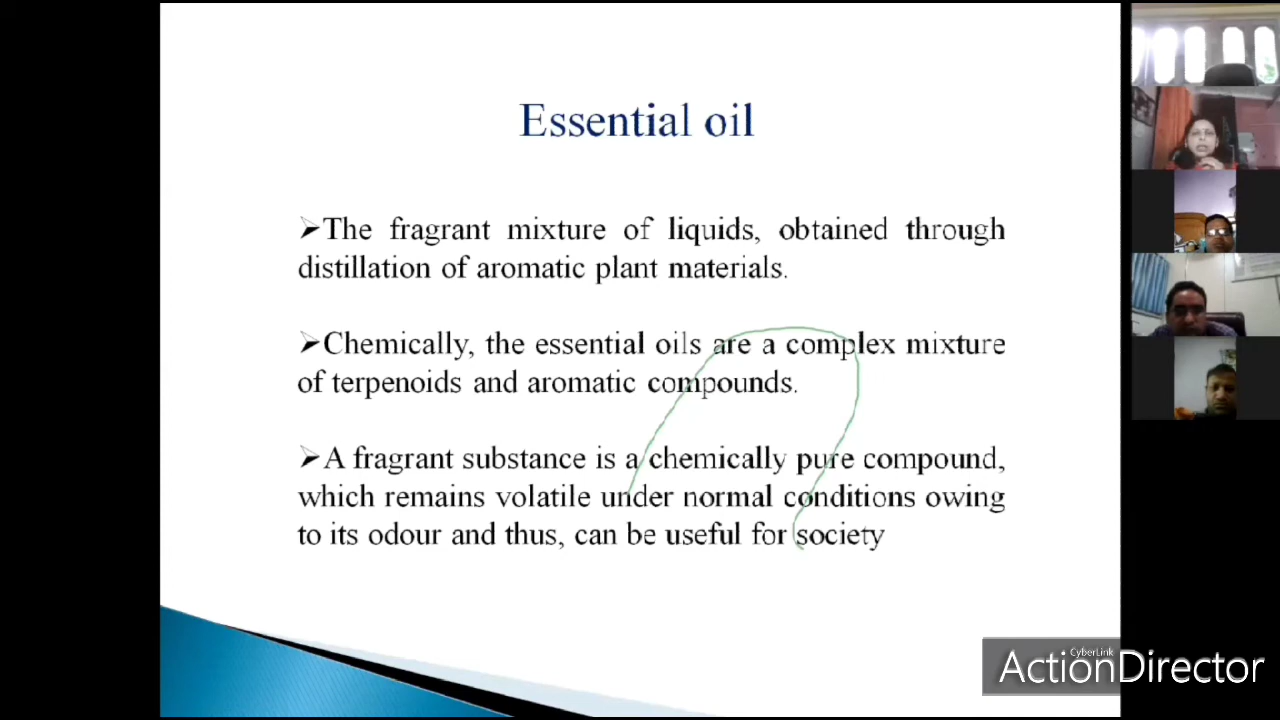 Essential oil
➢The fragrant mixture of liquids, obtained through
distillation of aromatic plant materials.
➢Chemically, the essential oils are a complex mixture
of terpenoids and aromatic compounds.
➢A fragrant substance is a chemically pure compound,
which remains volatile under normal conditions owing
to its odour and thus, can be useful for society
CyberLink
ActionDirector